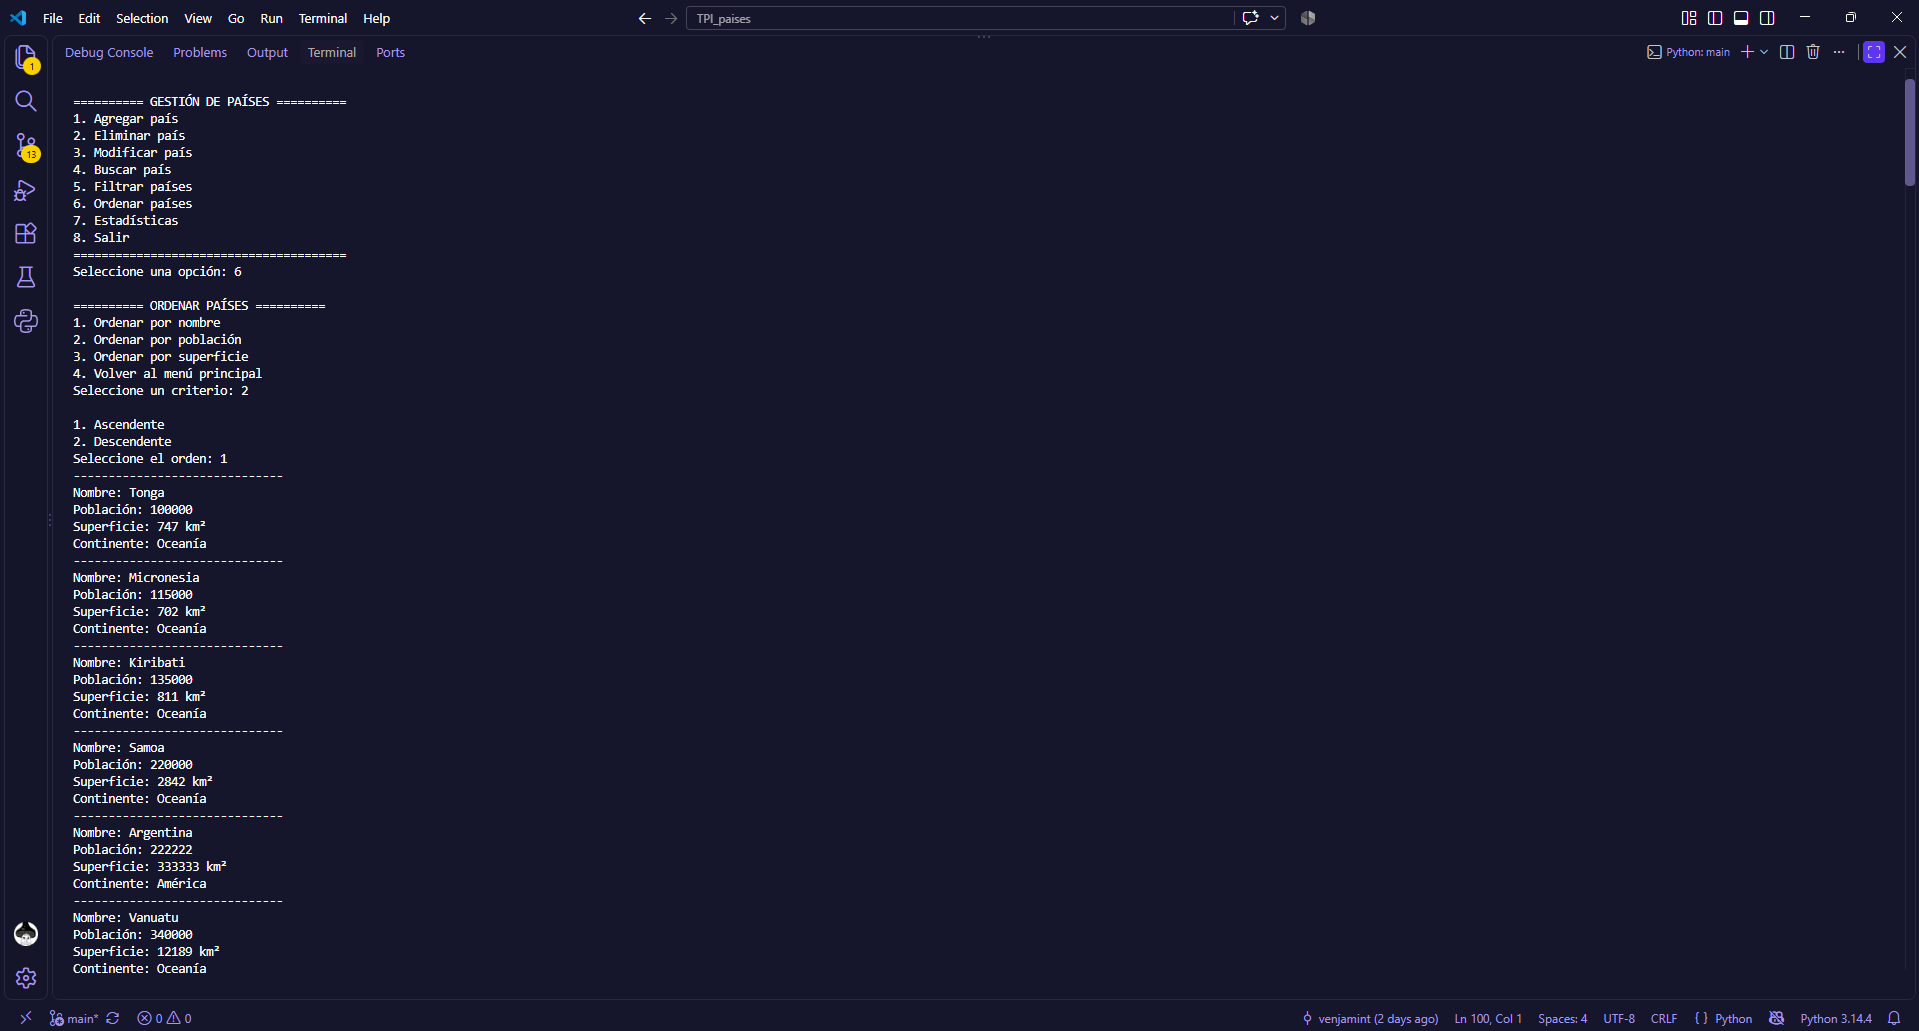 File Edit Selection View Go Run Terminal Help
TPI_paises
Debug Console Problems Output Terminal Ports
Python: main
1
13
========== GESTIÓN DE PAÍSES ==========
1. Agregar país
2. Eliminar país
3. Modificar país
4. Buscar país
5. Filtrar países
6. Ordenar países
7. Estadísticas
8. Salir
=======================================
Seleccione una opción: 6
========== ORDENAR PAÍSES ==========
1. Ordenar por nombre
2. Ordenar por población
3. Ordenar por superficie
4. Volver al menú principal
Seleccione un criterio: 2
1. Ascendente
2. Descendente
Seleccione el orden: 1
------------------------------
Nombre: Tonga
Población: 100000
Superficie: 747 km²
Continente: Oceanía
------------------------------
Nombre: Micronesia
Población: 115000
Superficie: 702 km²
Continente: Oceanía
------------------------------
Nombre: Kiribati
Población: 135000
Superficie: 811 km²
Continente: Oceanía
------------------------------
Nombre: Samoa
Población: 220000
Superficie: 2842 km²
Continente: Oceanía
------------------------------
Nombre: Argentina
Población: 222222
Superficie: 333333 km²
Continente: América
------------------------------
Nombre: Vanuatu
Población: 340000
Superficie: 12189 km²
Continente: Oceanía
main* 0 0 venjamint (2 days ago) Ln 100, Col 1 Spaces: 4 UTF-8 CRLF { } Python Python 3.14.4